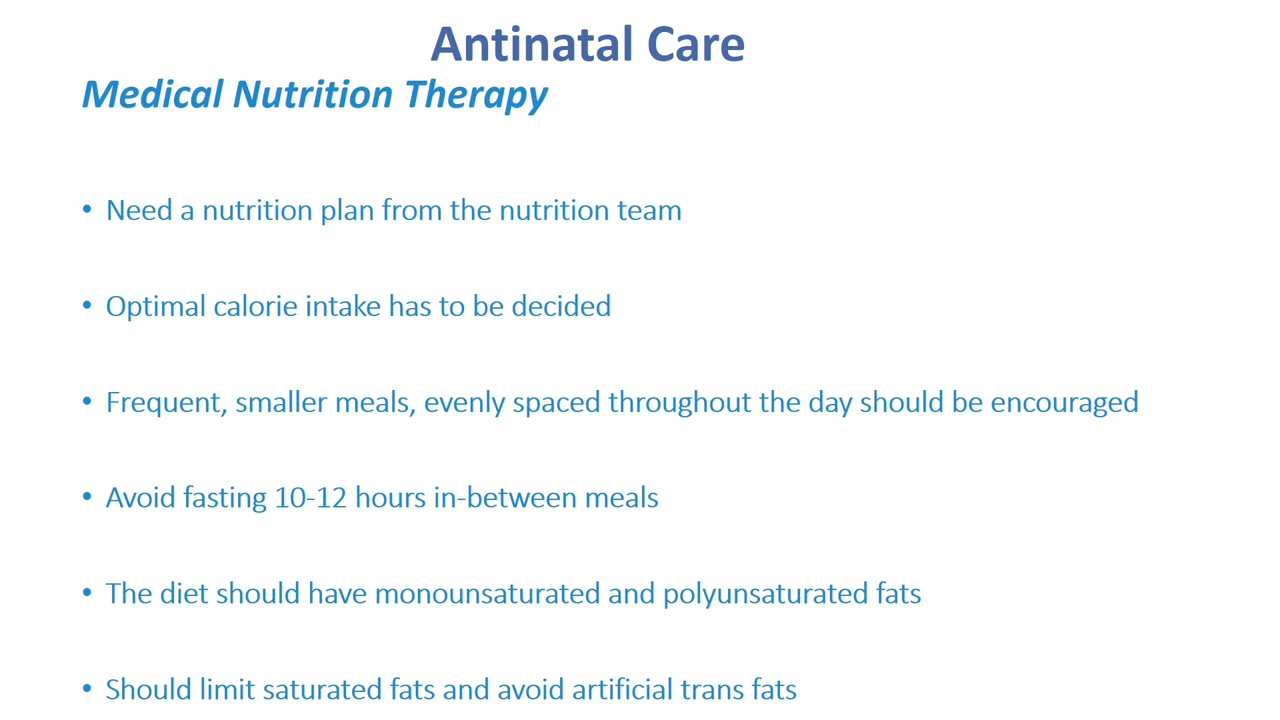 Antinatal Care
Medical Nutrition Therapy
• Need a nutrition plan from the nutrition team
• Optimal calorie intake has to be decided
• Frequent, smaller meals, evenly spaced throughout the day should be encouraged
• Avoid fasting 10-12 hours in-between meals
• The diet should have monounsaturated and polyunsaturated fats
• Should limit saturated fats and avoid artificial trans fats